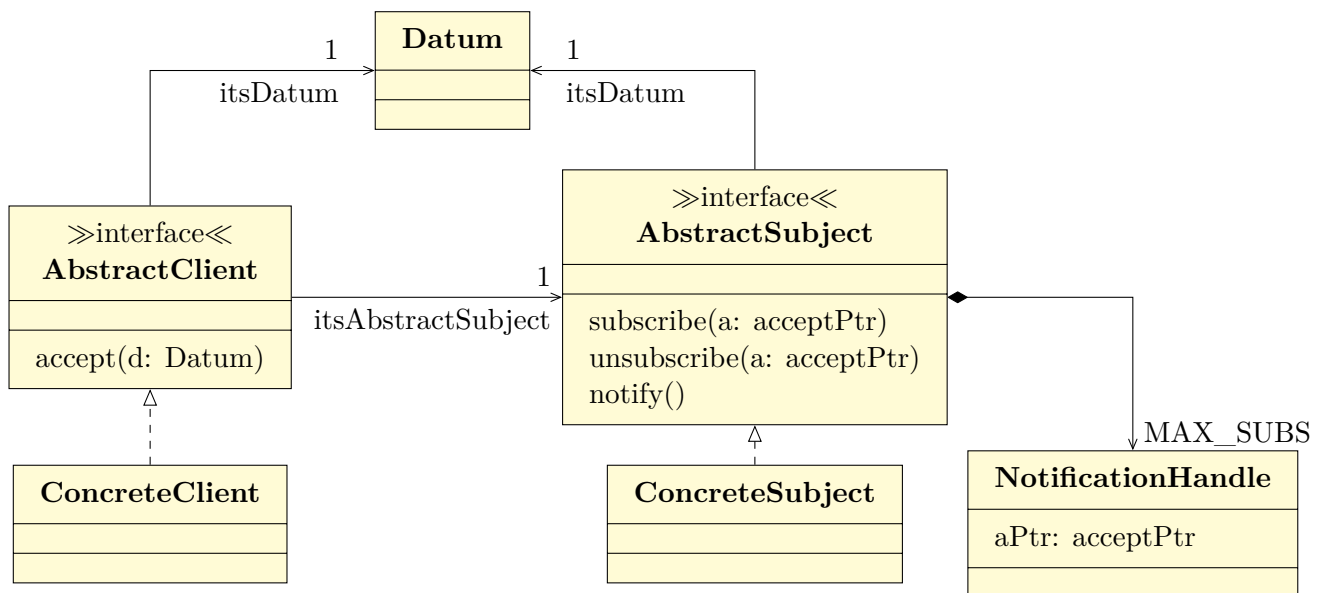 Datum
1
itsDatum
1
itsDatum
≫interface≪
AbstractClient
accept(d: Datum)
1
itsAbstractSubject
≫interface≪
AbstractSubject
subscribe(a: acceptPtr)
unsubscribe(a: acceptPtr)
notify()
MAX_SUBS
ConcreteClient
ConcreteSubject
NotificationHandle
aPtr: acceptPtr